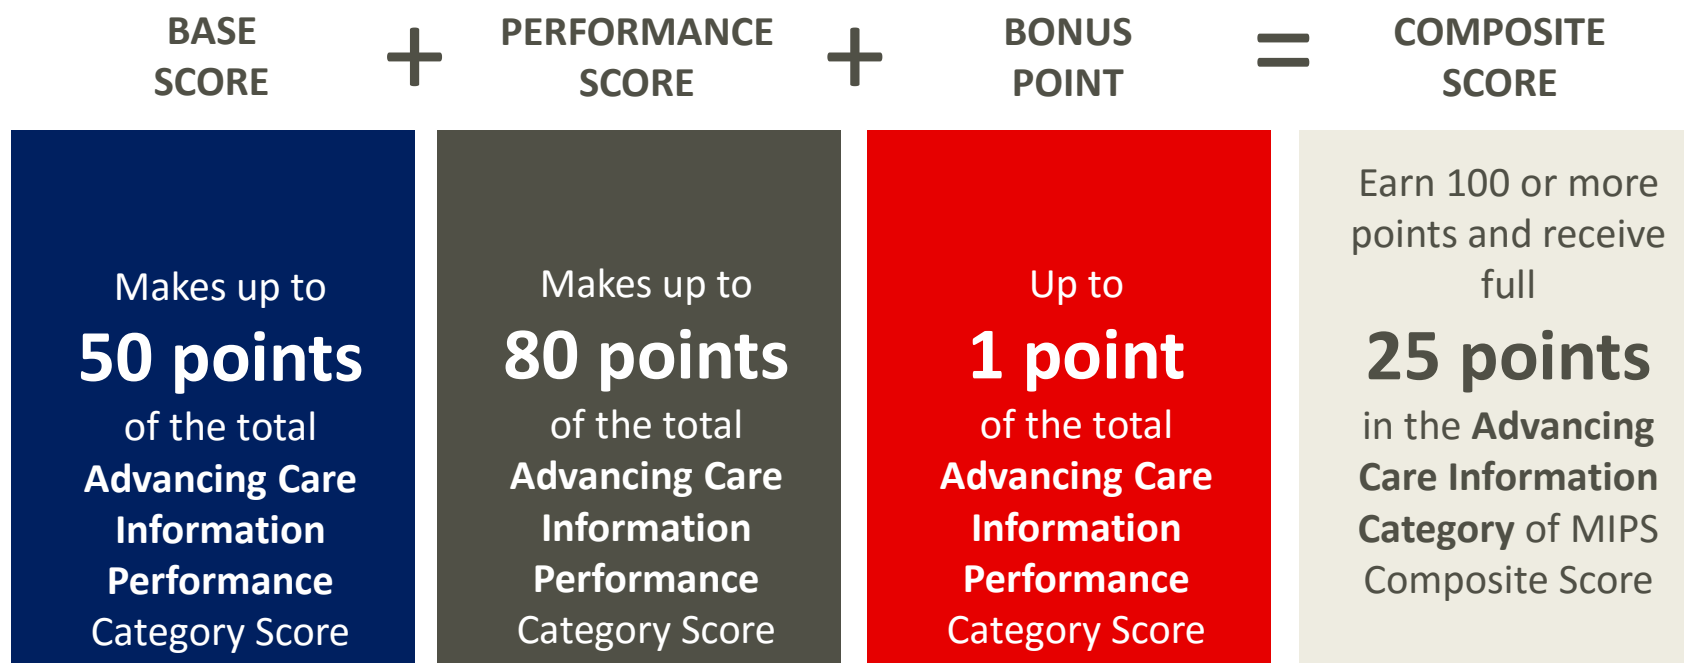 BASE
SCORE
+
PERFORMANCE
SCORE
+
BONUS
POINT
=
COMPOSITE
SCORE
Makes up to
50 points
of the total
Advancing Care
Information
Performance
Category Score
Makes up to
80 points
of the total
Advancing Care
Information
Performance
Category Score
Up to
1 point
of the total
Advancing Care
Information
Performance
Category Score
Earn 100 or more
points and receive
full
25 points
in the Advancing
Care Information
Category of MIPS
Composite Score